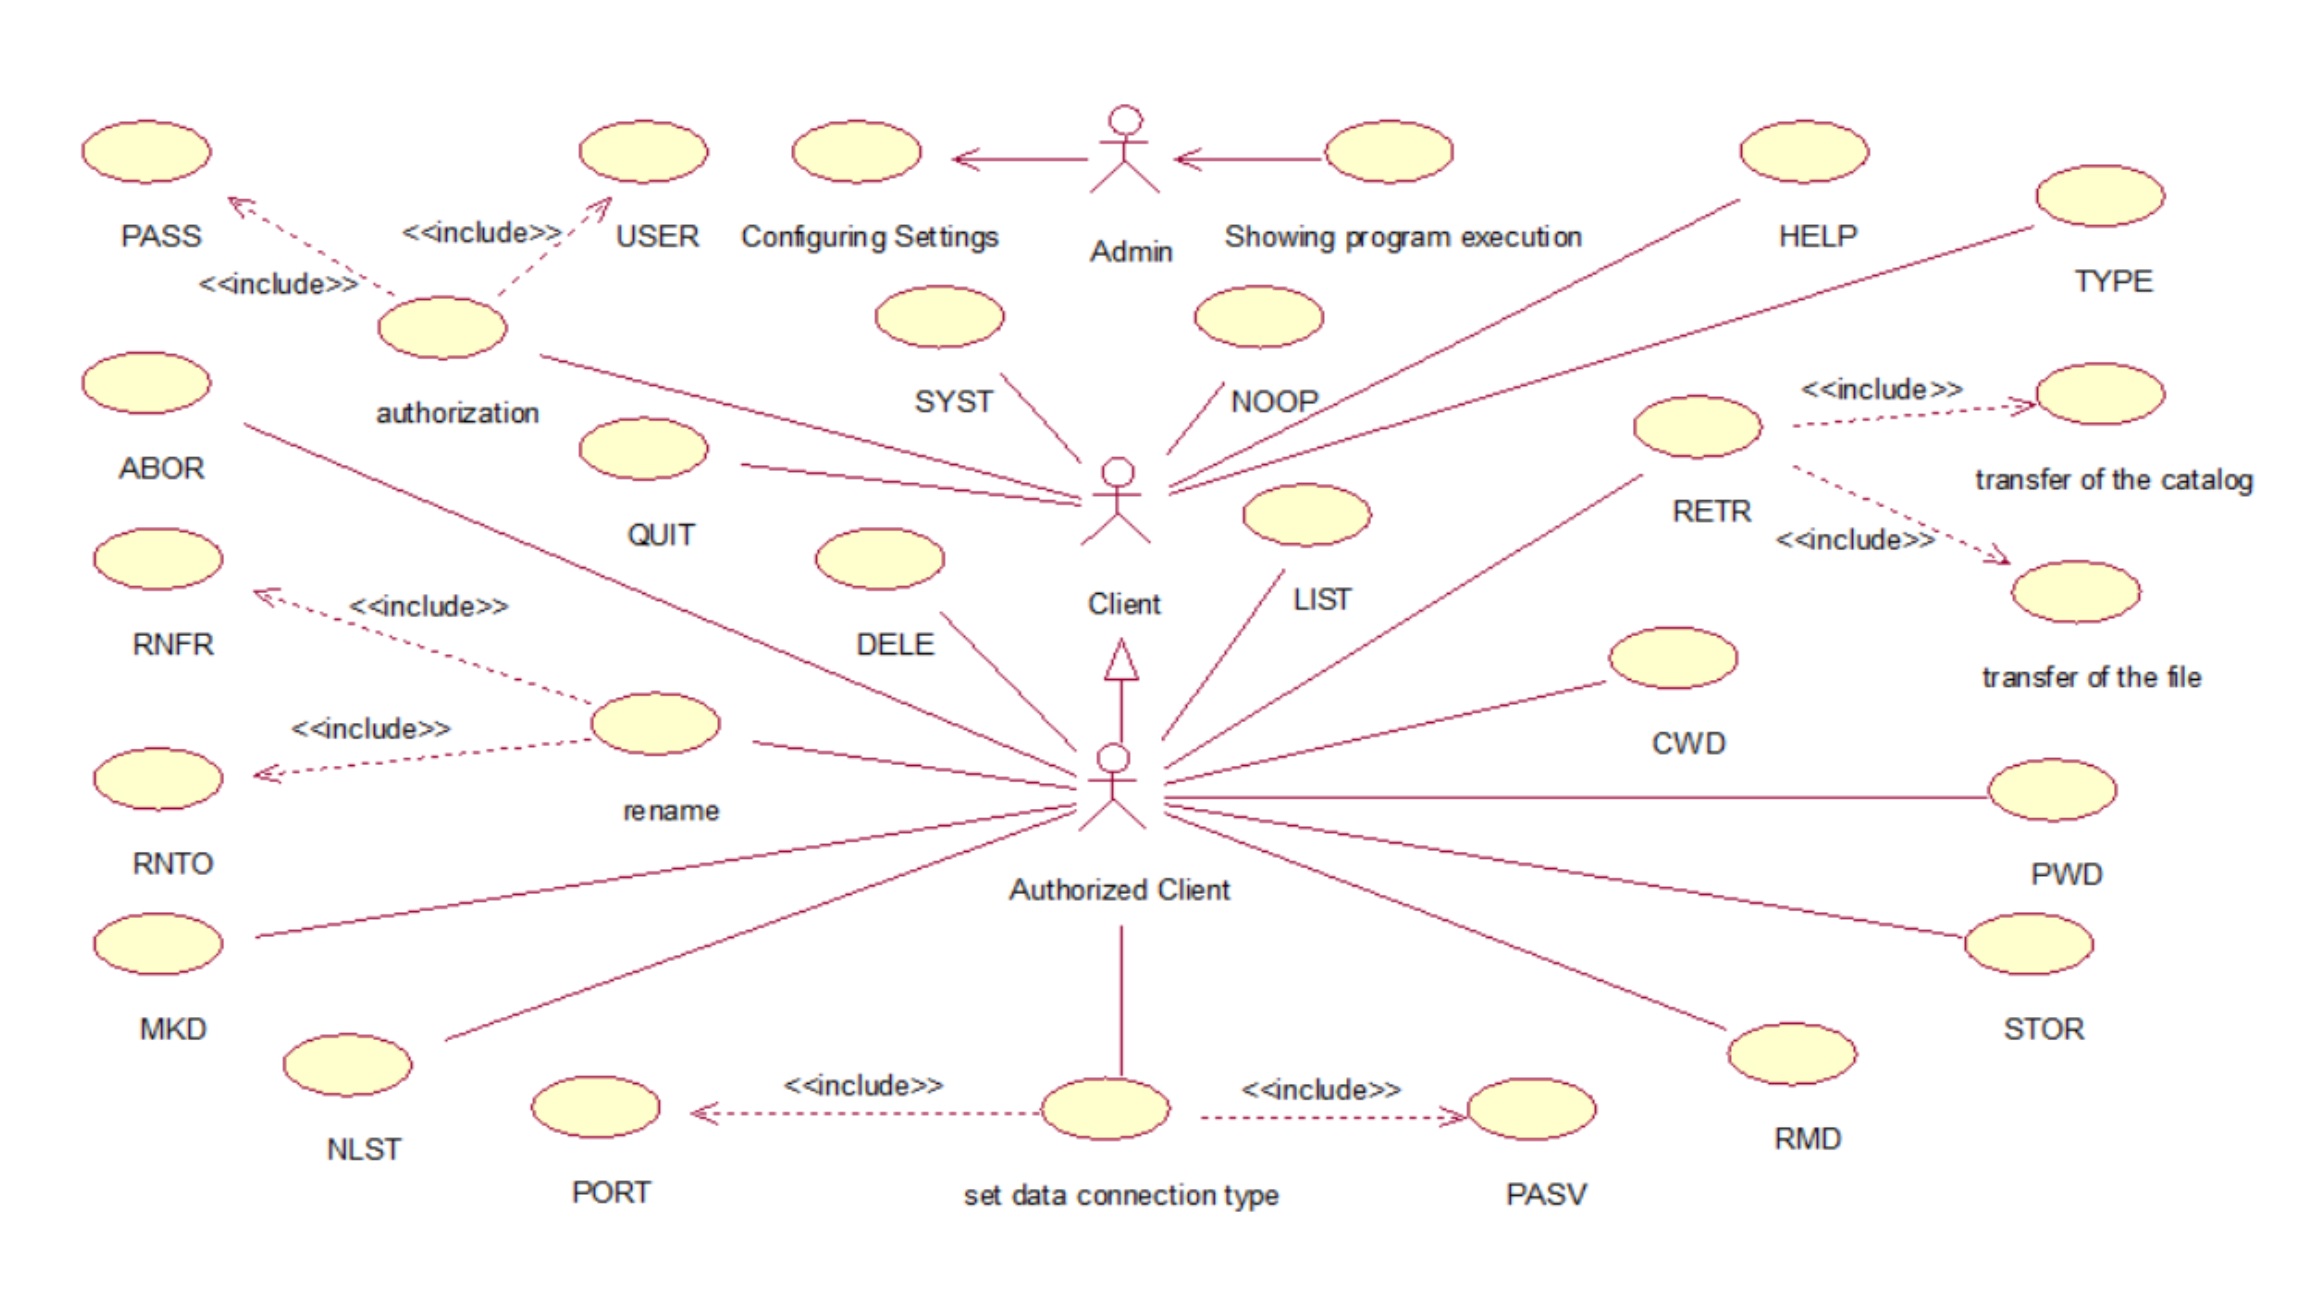 PASS
<<include>>
USER
Configuring Settings
Admin
Showing program execution
HELP
TYPE
<<include>>
authorization
SYST
NOOP
<<include>>
ABOR
QUIT
Client
LIST
RETR
transfer of the catalog
<<include>>
RNFR
<<include>>
DELE
transfer of the file
<<include>>
CWD
RNTO
rename
Authorized Client
PWD
MKD
STOR
NLST
<<include>>
<<include>>
RMD
PORT
set data connection type
PASV